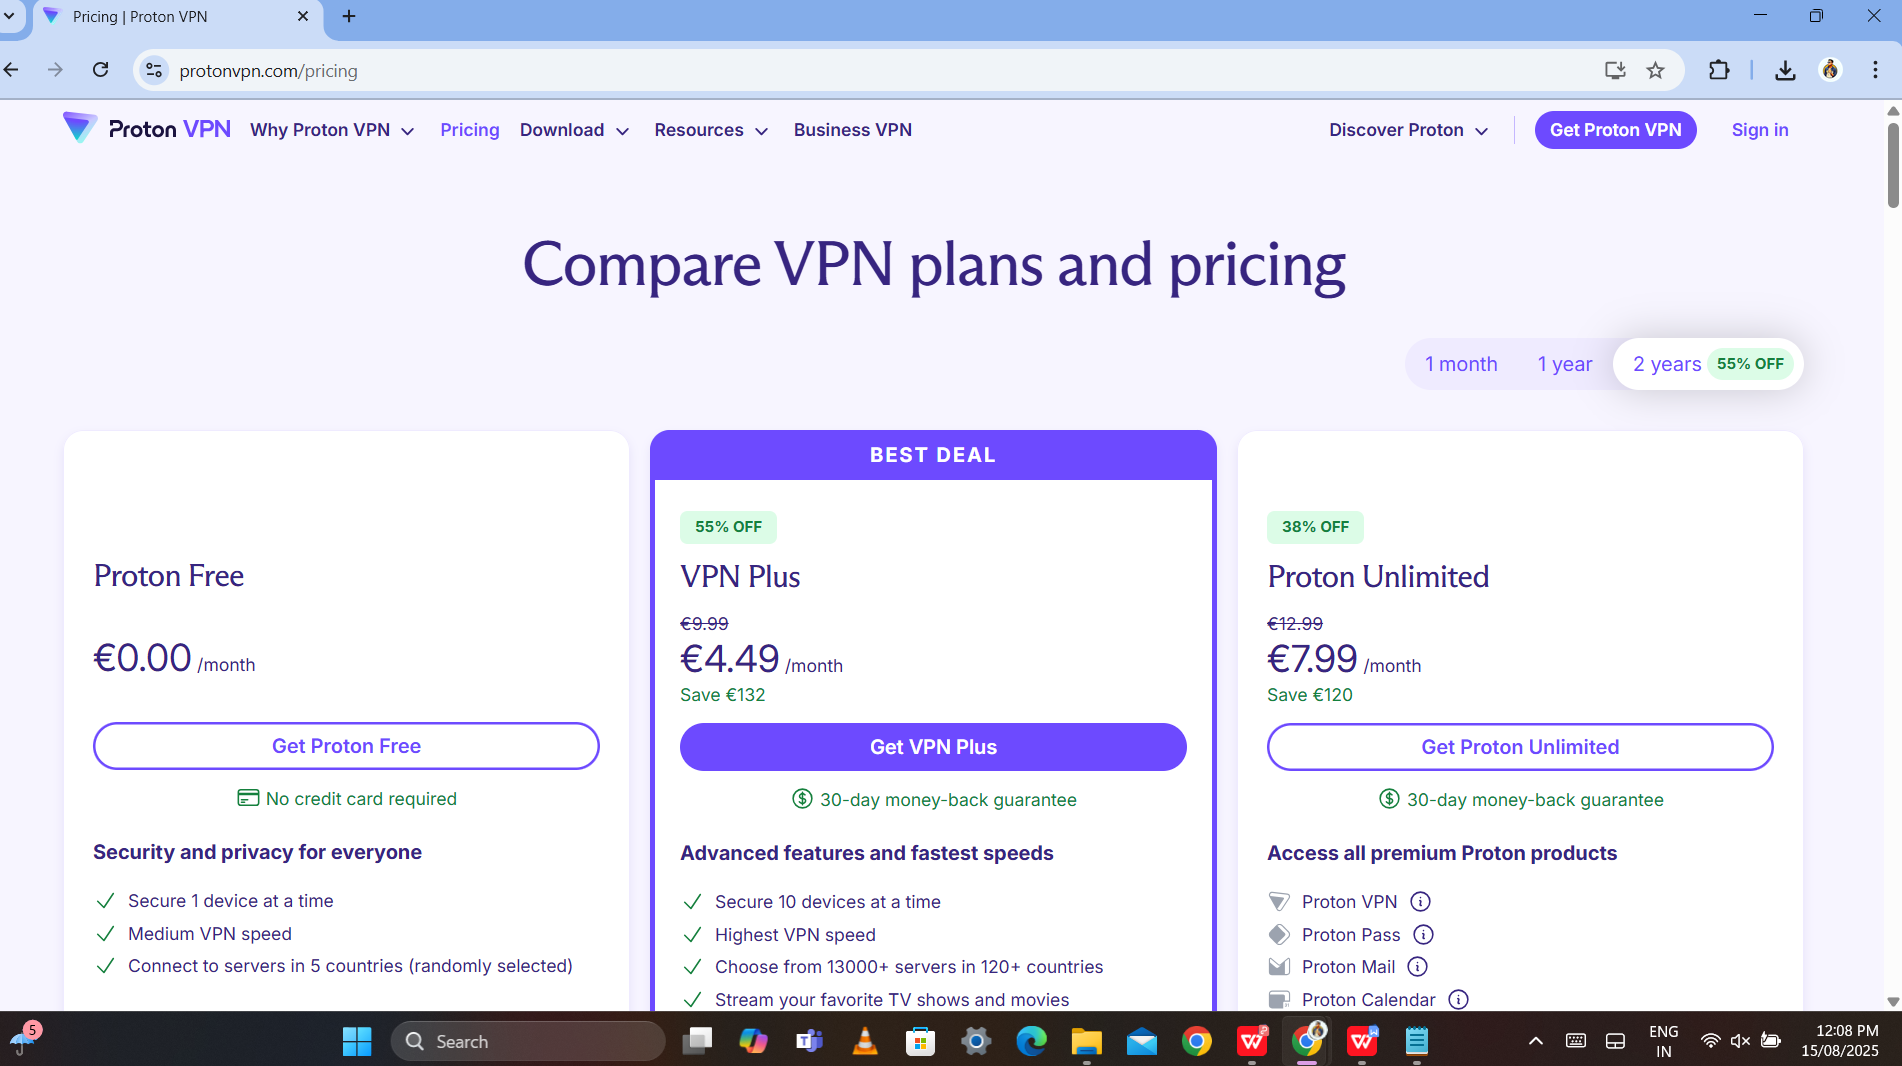 Pricing | Proton VPN
protonvpn.com/pricing
Proton VPN
Why Proton VPN
Pricing
Download
Resources
Business VPN
Discover Proton
Get Proton VPN
Sign in
Compare VPN plans and pricing
1 month
1 year
2 years 55% OFF
Proton Free
€0.00 /month
Get Proton Free
No credit card required
Security and privacy for everyone
Secure 1 device at a time
Medium VPN speed
Connect to servers in 5 countries (randomly selected)
BEST DEAL
55% OFF
VPN Plus
€9.99
€4.49 /month
Save €132
Get VPN Plus
30-day money-back guarantee
Advanced features and fastest speeds
Secure 10 devices at a time
Highest VPN speed
Choose from 13000+ servers in 120+ countries
Stream your favorite TV shows and movies
38% OFF
Proton Unlimited
€12.99
€7.99 /month
Save €120
Get Proton Unlimited
30-day money-back guarantee
Access all premium Proton products
Proton VPN
Proton Pass
Proton Mail
Proton Calendar
5
Search
ENG
IN
12:08 PM
15/08/2025